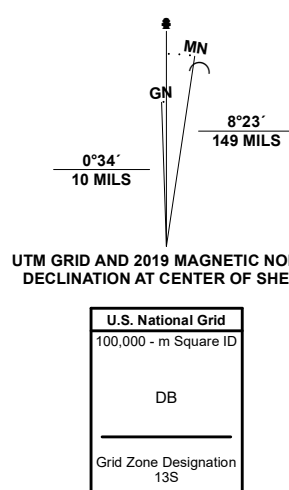 MN
GN
8°23´
149 MILS
0°34´
10 MILS
UTM GRID AND 2019 MAGNETIC NO
DECLINATION AT CENTER OF SHE
U.S. National Grid
100,000 - m Square ID
DB
Grid Zone Designation
13S